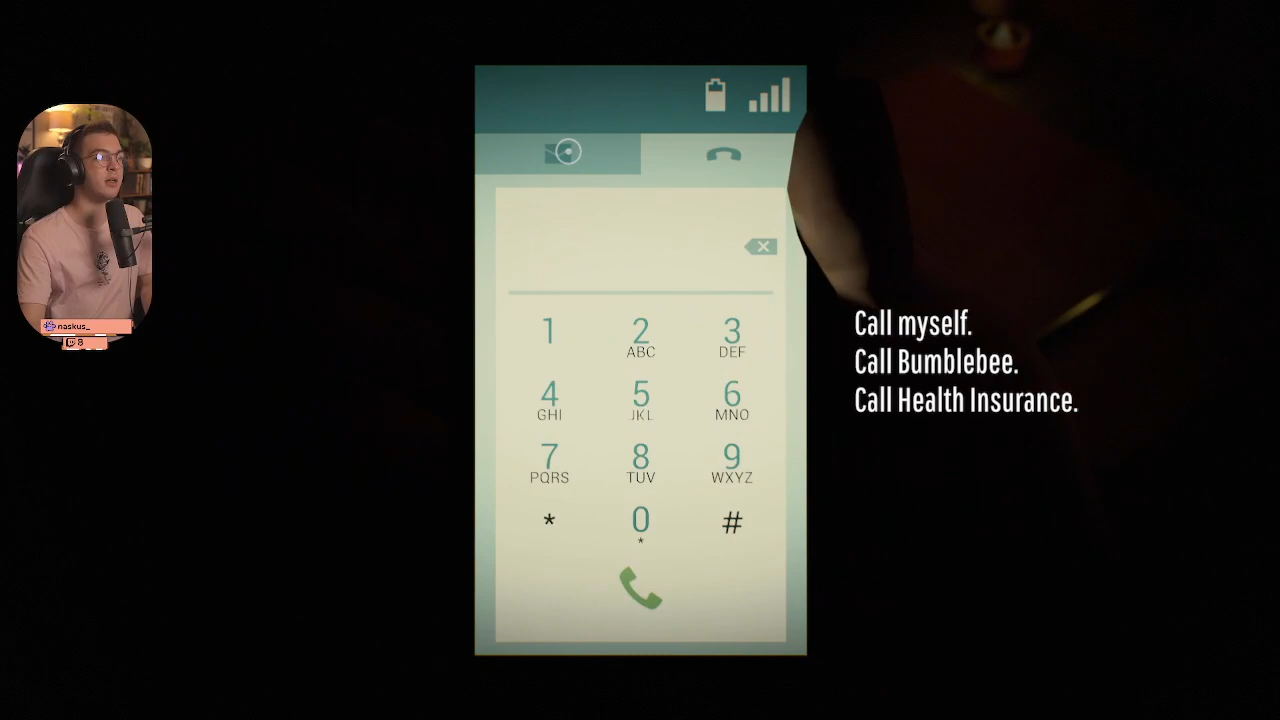 naskus_
8
1
2
ABC
3
DEF
4
GHI
5
JKL
6
MNO
7
PQRS
8
TUV
9
WXYZ
*
0
*
#
Call myself.
Call Bumblebee.
Call Health Insurance.